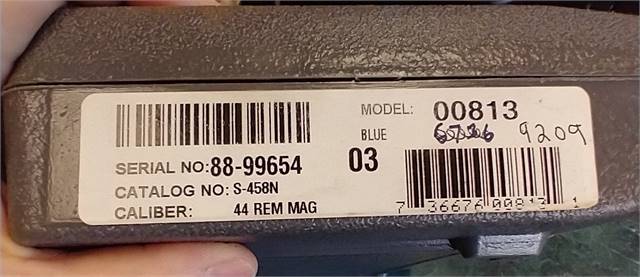 MODEL: 00813
BLUE 6736 9209
03
SERIAL NO: 88-99654
CATALOG NO: S-458N
CALIBER: 44 REM MAG
7 36676 00813 1